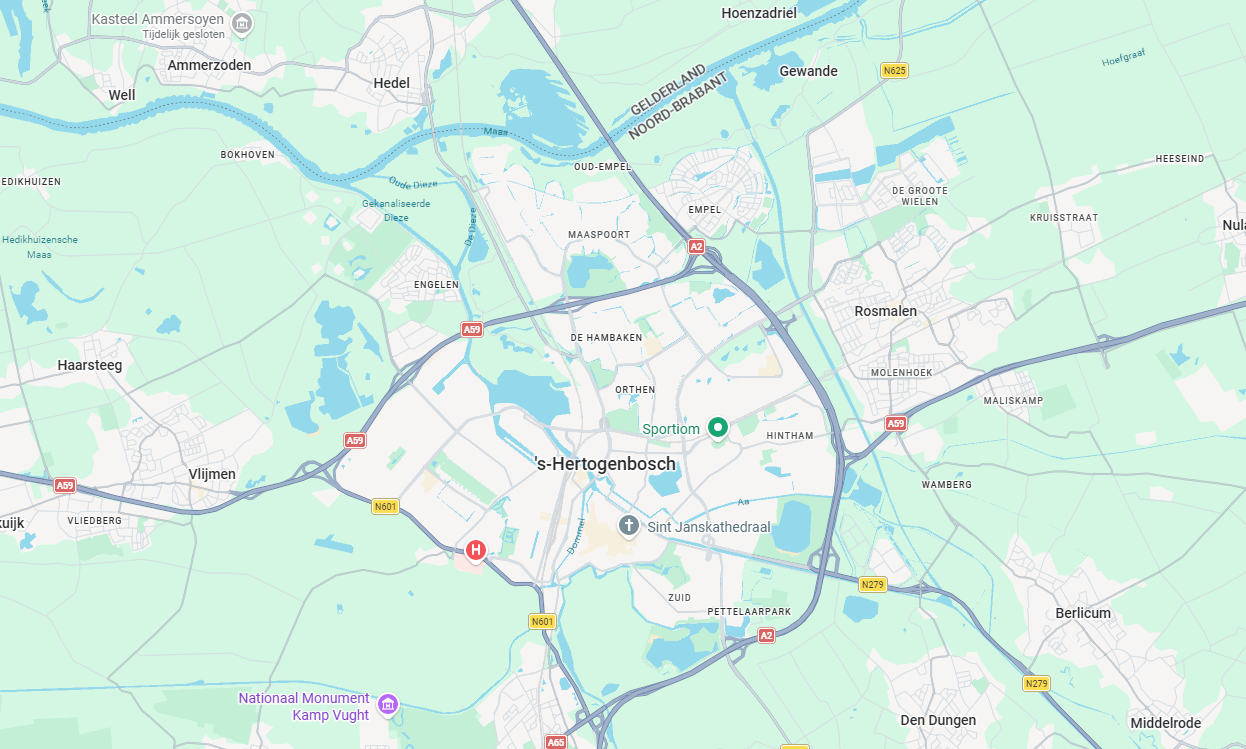 Hoenzadriel
Kasteel Ammersoyen
Tijdelijk gesloten
Ammerzoden
Hoefgraaf
Gewande
N625
Hedel
GELDERLAND
NOORD-BRABANT
Well
Maas
BOKHOVEN
HEESEIND
OUD-EMPEL
EDIKHUIZEN
Oude Dieze
DE GROOTE
WIELEN
Gekanaliseerde
Dieze
EMPEL
KRUISSTRAAT
De Dieze
Nula
MAASPOORT
Hedikhuizensche
Maas
A2
ENGELEN
Rosmalen
A59
DE HAMBAKEN
Haarsteeg
MOLENHOEK
ORTHEN
MALISKAMP
A59
Sportiom
HINTHAM
A59
's-Hertogenbosch
Vlijmen
A59
WAMBERG
Aa
N601
VLIEDBERG
kuijk
Sint Janskathedraal
Dommel
H
N279
ZUID
PETTELAARPARK
Berlicum
N601
A2
N279
Nationaal Monument
Kamp Vught
Den Dungen
Middelrode
A65